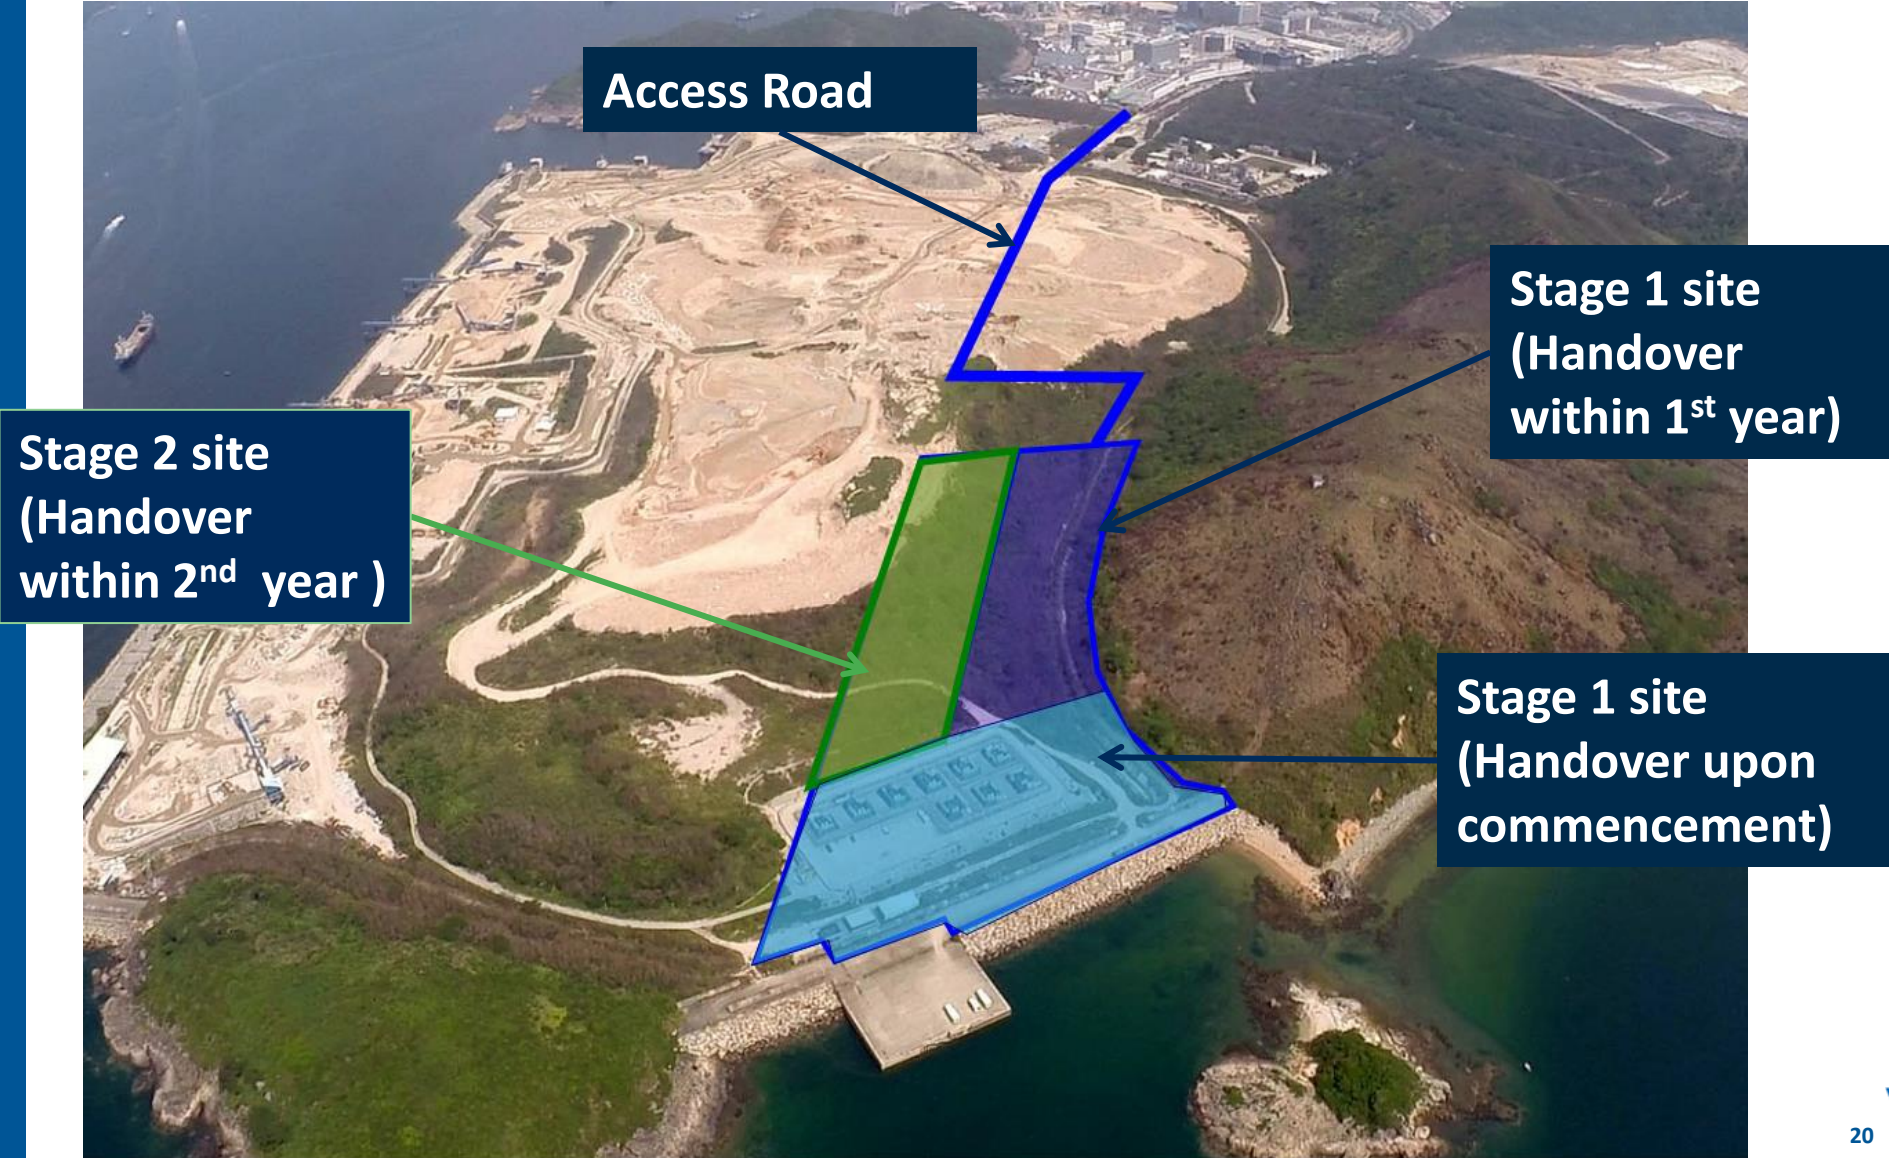 Access Road
Stage 1 site
(Handover
within 1st year)
Stage 2 site
(Handover
within 2nd year )
Stage 1 site
(Handover upon
commencement)
20